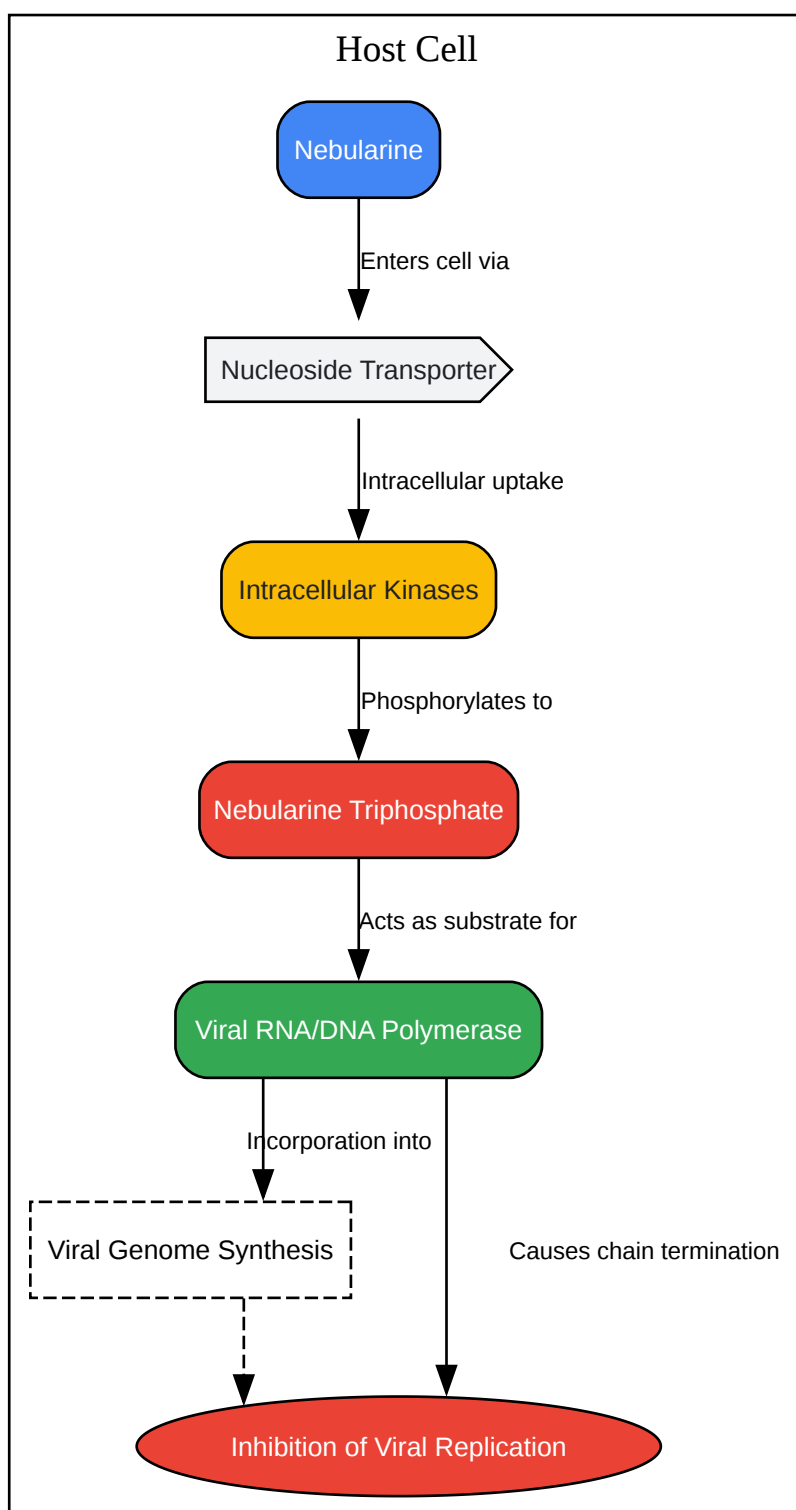 Host Cell
Nebularine
Enters cell via
Nucleoside Transporter
Intracellular uptake
Intracellular Kinases
Phosphorylates to
Nebularine Triphosphate
Acts as substrate for
Viral RNA/DNA Polymerase
Incorporation into
Viral Genome Synthesis
Causes chain termination
Inhibition of Viral Replication